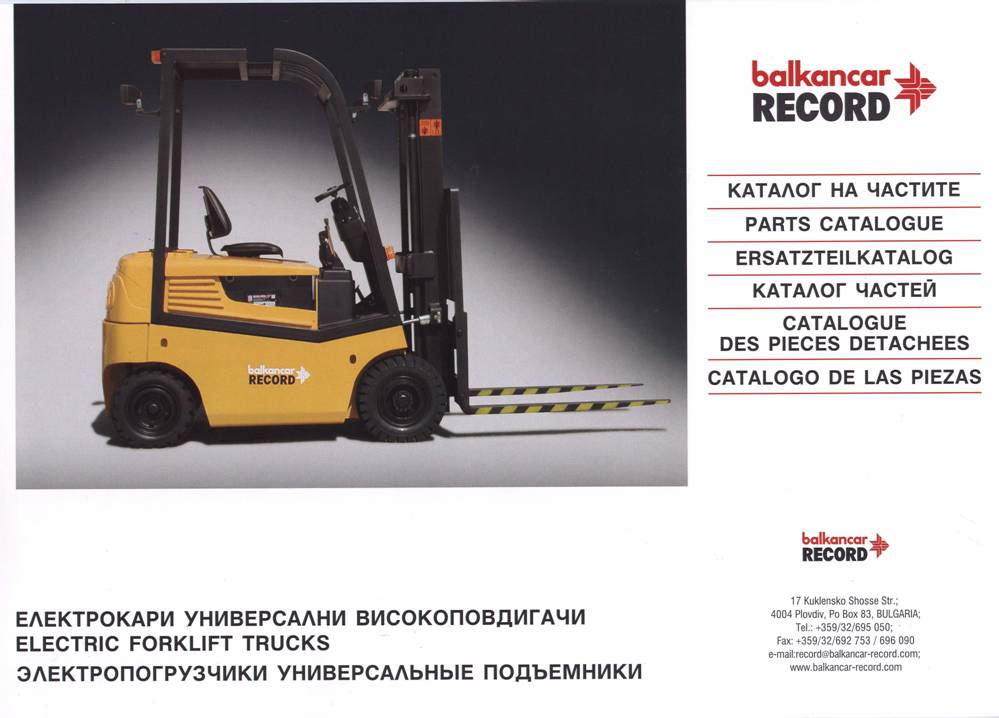 balkancar
RECORD
КАТАЛОГ НА ЧАСТИТЕ
PARTS CATALOGUE
ERSATZTEILKATALOG
КАТАЛОГ ЧАСТЕЙ
CATALOGUE
DES PIECES DETACHEES
CATALOGO DE LAS PIEZAS
balkancar
RECORD
balkancar
RECORD
17 Kuklensko Shosse Str.;
4004 Plovdiv, Po Box 83, BULGARIA;
Tel.: +359/32/695 050;
Fax: +359/32/692 753 / 696 090
e-mail:record@balkancar-record.com;
www.balkancar-record.com
ЕЛЕКТРОКАРИ УНИВЕРСАЛНИ ВИСОКОПОВДИГАЧИ
ELECTRIC FORKLIFT TRUCKS
ЭЛЕКТРОПОГРУЗЧИКИ УНИВЕРСАЛЬНЫЕ ПОДЪЕМНИКИ